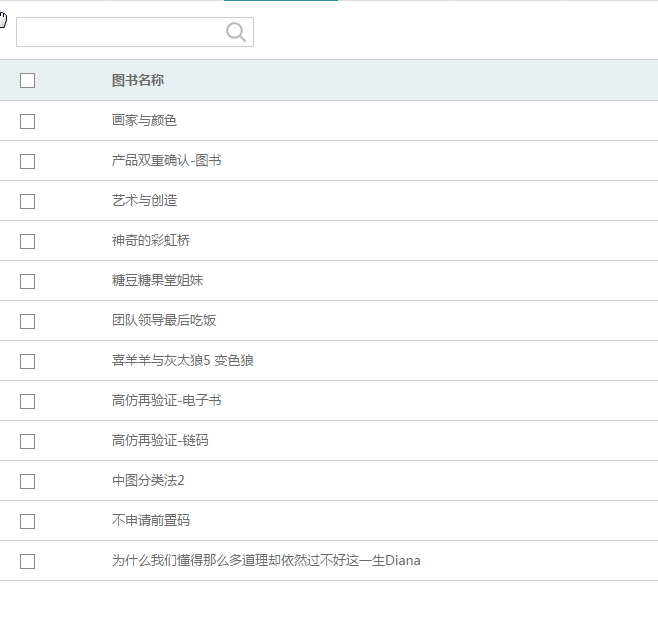 图书名称
画家与颜色
产品双重确认-图书
艺术与创造
神奇的彩虹桥
糖豆糖果堂姐妹
团队领导最后吃饭
喜羊羊与灰太狼5 变色狼
高仿再验证-电子书
高仿再验证-链码
中图分类法2
不申请前置码
为什么我们懂得那么多道理却依然过不好这一生Diana